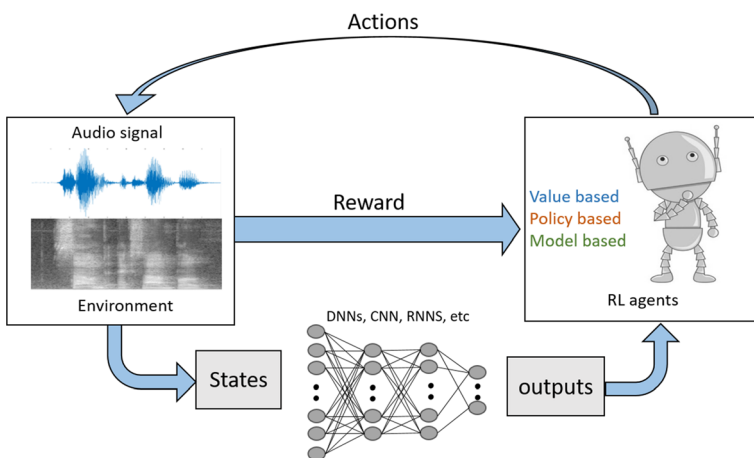 Actions
Audio signal
Environment
Reward
Value based
Policy based
Model based
RL agents
DNNs, CNN, RNNS, etc
States
outputs